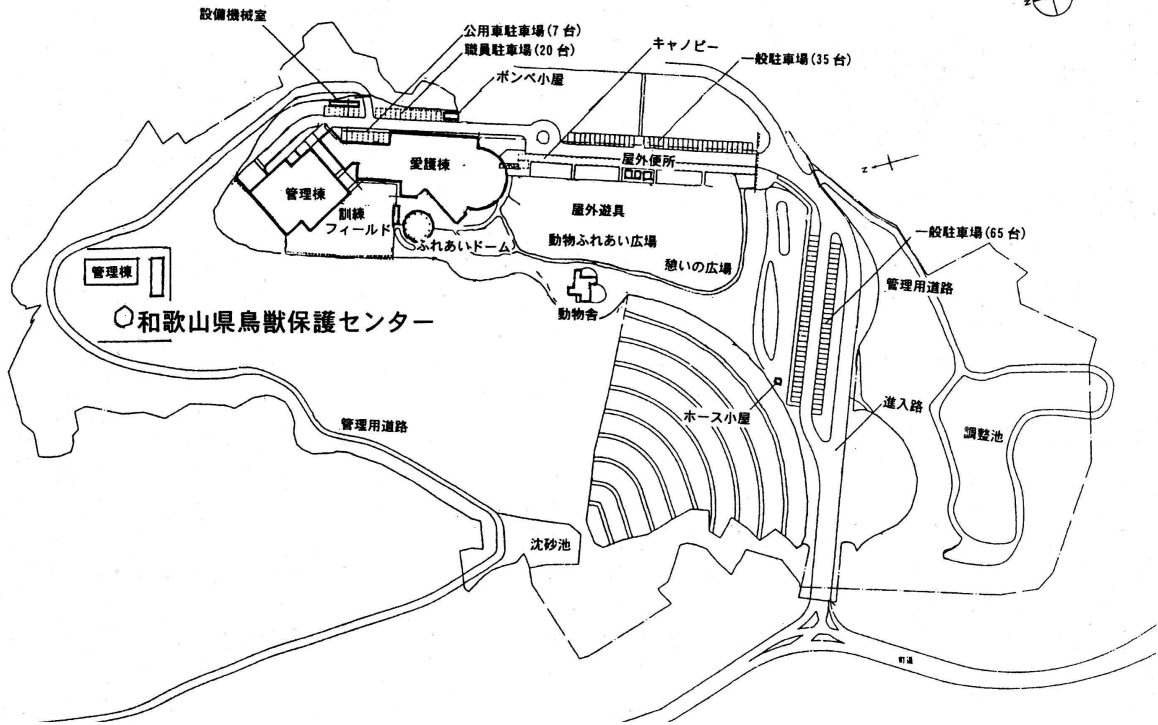 設備機械室
公用車駐車場(7台)
職員駐車場(20台)
ボンベ小屋
キャノピー
一般駐車場(35台)
愛護棟
屋外便所
管理棟
訓練
フィールド
ふれあいドーム
屋外遊具
動物ふれあい広場
憩いの広場
N
N
一般駐車場(65台)
管理用道路
管理棟
和歌山県鳥獣保護センター
動物舎
ホース小屋
進入路
調整池
管理用道路
沈砂池
町道